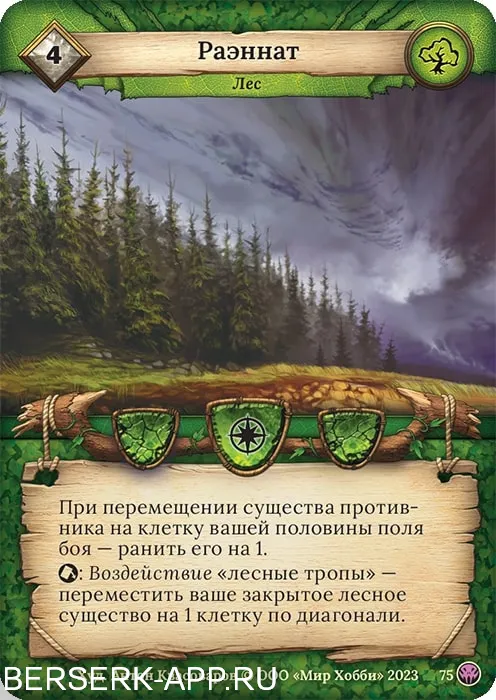 4
Раэннат
Лес
При перемещении существа против-
ника на клетку вашей половины поля
боя — ранить его на 1.
: Воздействие «лесные тропы» —
переместить ваше закрытое лесное
существо на 1 клетку по диагонали.
ООО «Мир Хобби» 2023 75
BERSERK-APP.RU